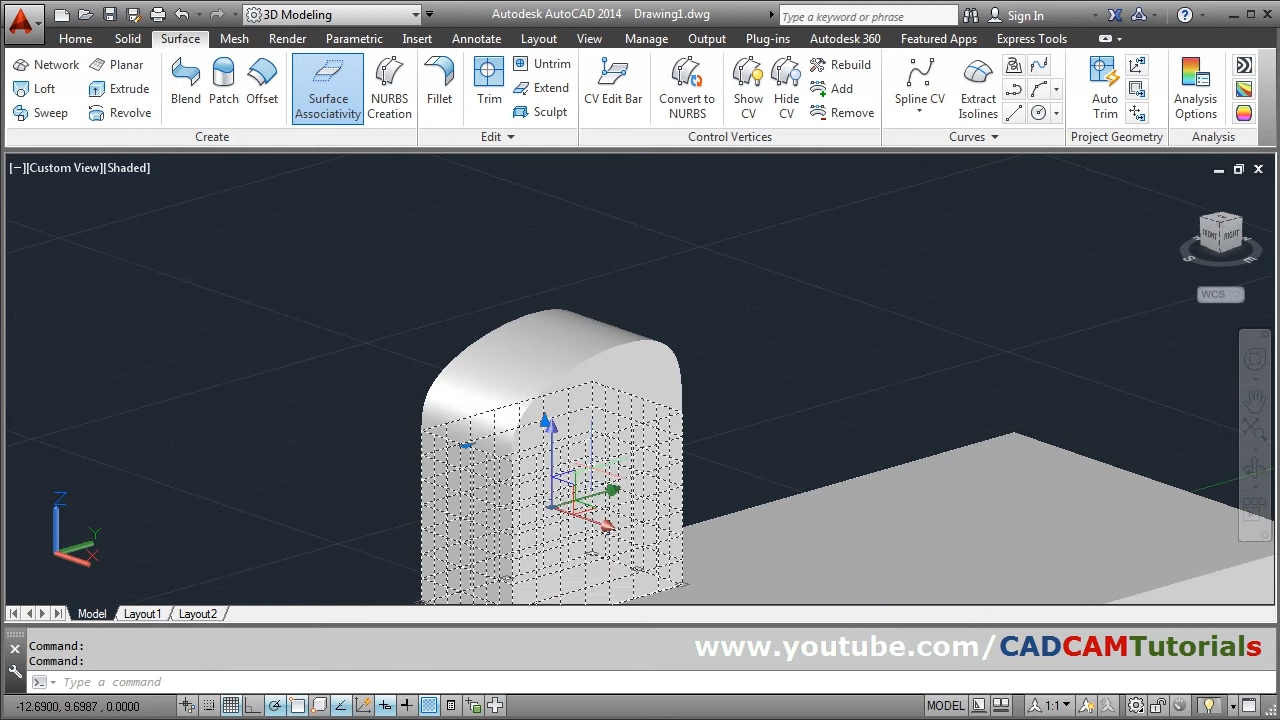 3D Modeling
Autodesk AutoCAD 2014 Drawing1.dwg
Type a keyword or phrase
Sign In
Home Solid Surface Mesh Render Parametric Insert Annotate Layout View Manage Output Plug-ins Autodesk 360 Featured Apps Express Tools
Network Planar
Loft Extrude
Sweep Revolve
Blend Patch Offset
Surface Associativity
NURBS Creation
Fillet
Trim
Untrim
Extend
Sculpt
CV Edit Bar
Convert to NURBS
Show CV
Hide CV
Rebuild
Add
Remove
Spline CV
Extract Isolines
Auto Trim
Analysis Options
Create
Edit
Control Vertices
Curves
Project Geometry
Analysis
[−][Custom View][Shaded]
FRONT RIGHT
S E
WCS
Z
Y
X
Model Layout1 Layout2
Command:
Command:
Type a command
www.youtube.com/CADCAMTutorials
-12.6900, 9.6987, 0.0000
MODEL
1:1